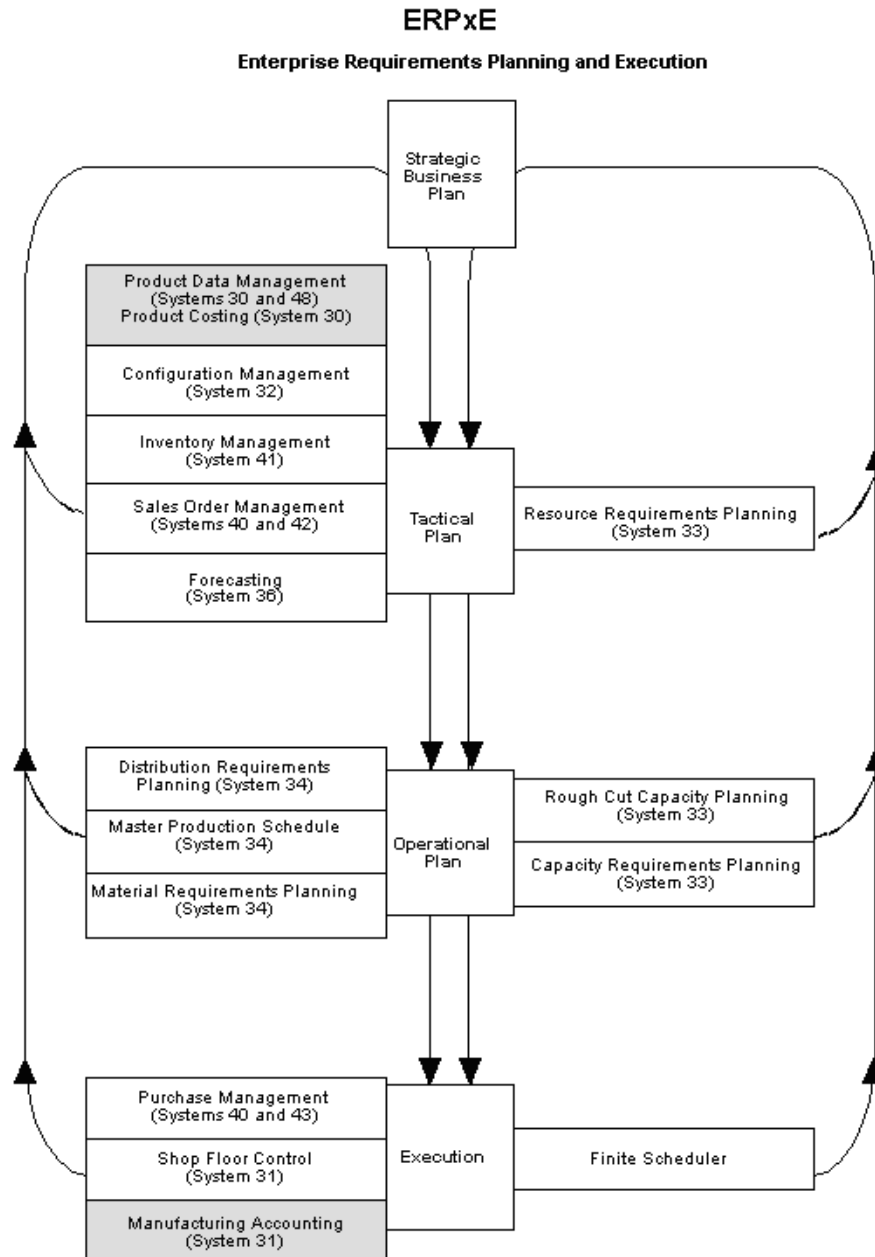 ERPxE
Enterprise Requirements Planning and Execution
Strategic
Business
Plan
Product Data Management
(Systems 30 and 48)
Product Costing (System 30)
Configuration Management
(System 32)
Inventory Management
(System 41)
Sales Order Management
(Systems 40 and 42)
Forecasting
(System 36)
Tactical
Plan
Resource Requirements Planning
(System 33)
Distribution Requirements
Planning (System 34)
Master Production Schedule
(System 34)
Material Requirements Planning
(System 34)
Operational
Plan
Rough Cut Capacity Planning
(System 33)
Capacity Requirements Planning
(System 33)
Purchase Management
(Systems 40 and 43)
Shop Floor Control
(System 31)
Manufacturing Accounting
(System 31)
Execution
Finite Scheduler